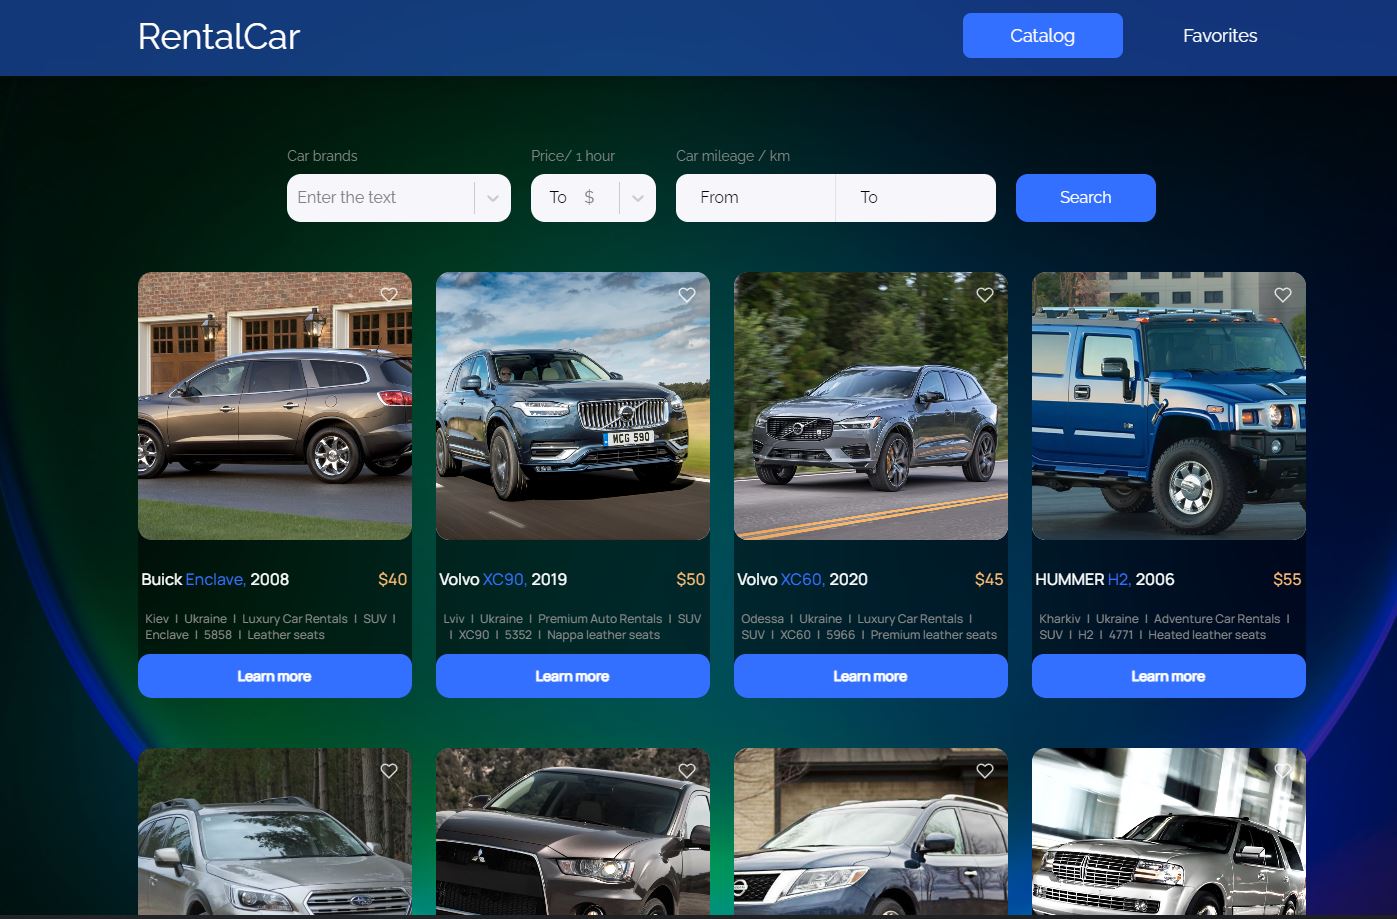 RentalCar
Catalog
Favorites
Car brands
Price/ 1 hour
Car mileage / km
Enter the text
To $
From
To
Search
MCG 590
Buick Enclave, 2008
$40
Kiev I Ukraine I Luxury Car Rentals I SUV I
Enclave I 5858 I Leather seats
Learn more
Volvo XC90, 2019
$50
Lviv I Ukraine I Premium Auto Rentals I SUV
I XC90 I 5352 I Nappa leather seats
Learn more
Volvo XC60, 2020
$45
Odessa I Ukraine I Luxury Car Rentals I
SUV I XC60 I 5966 I Premium leather seats
Learn more
HUMMER H2, 2006
$55
Kharkiv I Ukraine I Adventure Car Rentals I
SUV I H2 I 4771 I Heated leather seats
Learn more